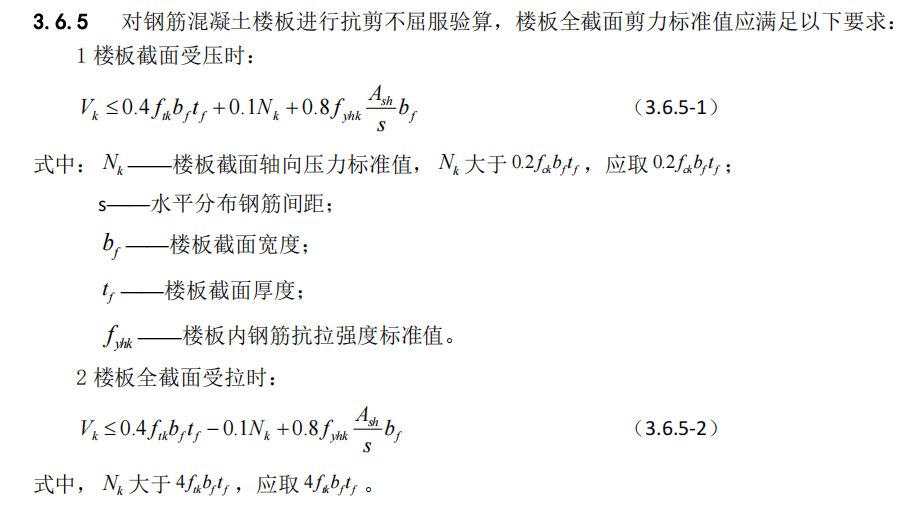 3.6.5 对钢筋混凝土楼板进行抗剪不屈服验算，楼板全截面剪力标准值应满足以下要求：
1 楼板截面受压时：
V_k ≤ 0.4 f_{tk} b_f t_f + 0.1 N_k + 0.8 f_{yhk} \frac{A_{sh}}{s} b_f （3.6.5-1）
式中：N_k——楼板截面轴向压力标准值，N_k 大于 0.2 f_{ck} b_f t_f，应取 0.2 f_{ck} b_f t_f；
s——水平分布钢筋间距；
b_f——楼板截面宽度；
t_f——楼板截面厚度；
f_{yhk}——楼板内钢筋抗拉强度标准值。
2 楼板全截面受拉时：
V_k ≤ 0.4 f_{tk} b_f t_f − 0.1 N_k + 0.8 f_{yhk} \frac{A_{sh}}{s} b_f （3.6.5-2）
式中，N_k 大于 4 f_{tk} b_f t_f，应取 4 f_{tk} b_f t_f。